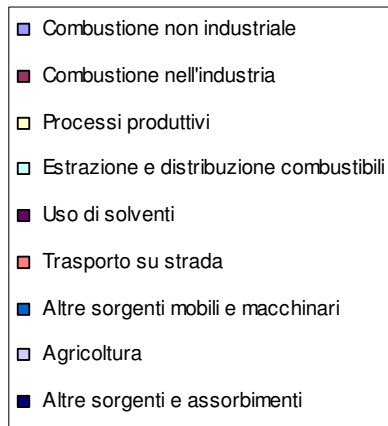 Combustione non industriale
Combustione nell'industria
Processi produttivi
Estrazione e distribuzione combustibili
Uso di solventi
Trasporto su strada
Altre sorgenti mobili e macchinari
Agricoltura
Altre sorgenti e assorbimenti